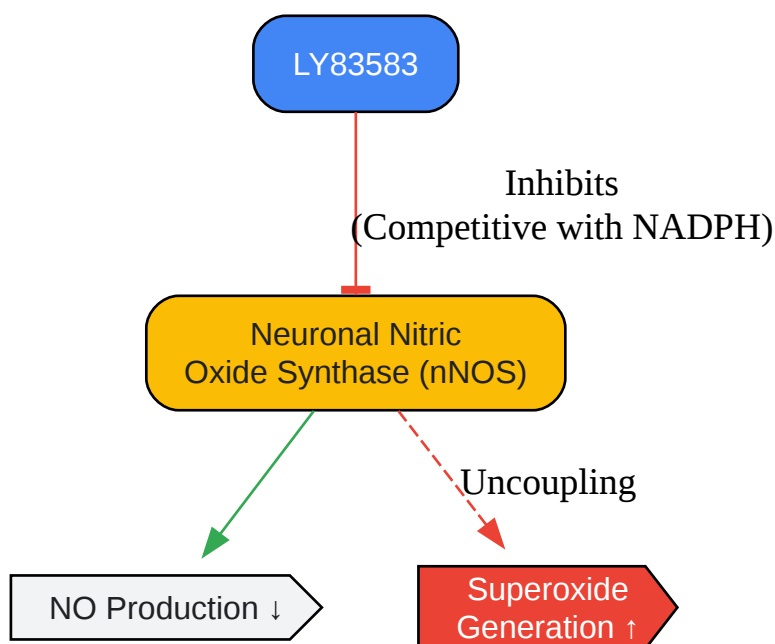 LY83583
Inhibits
(Competitive with NADPH)
Neuronal Nitric
Oxide Synthase (nNOS)
Uncoupling
NO Production ↓
Superoxide
Generation ↑